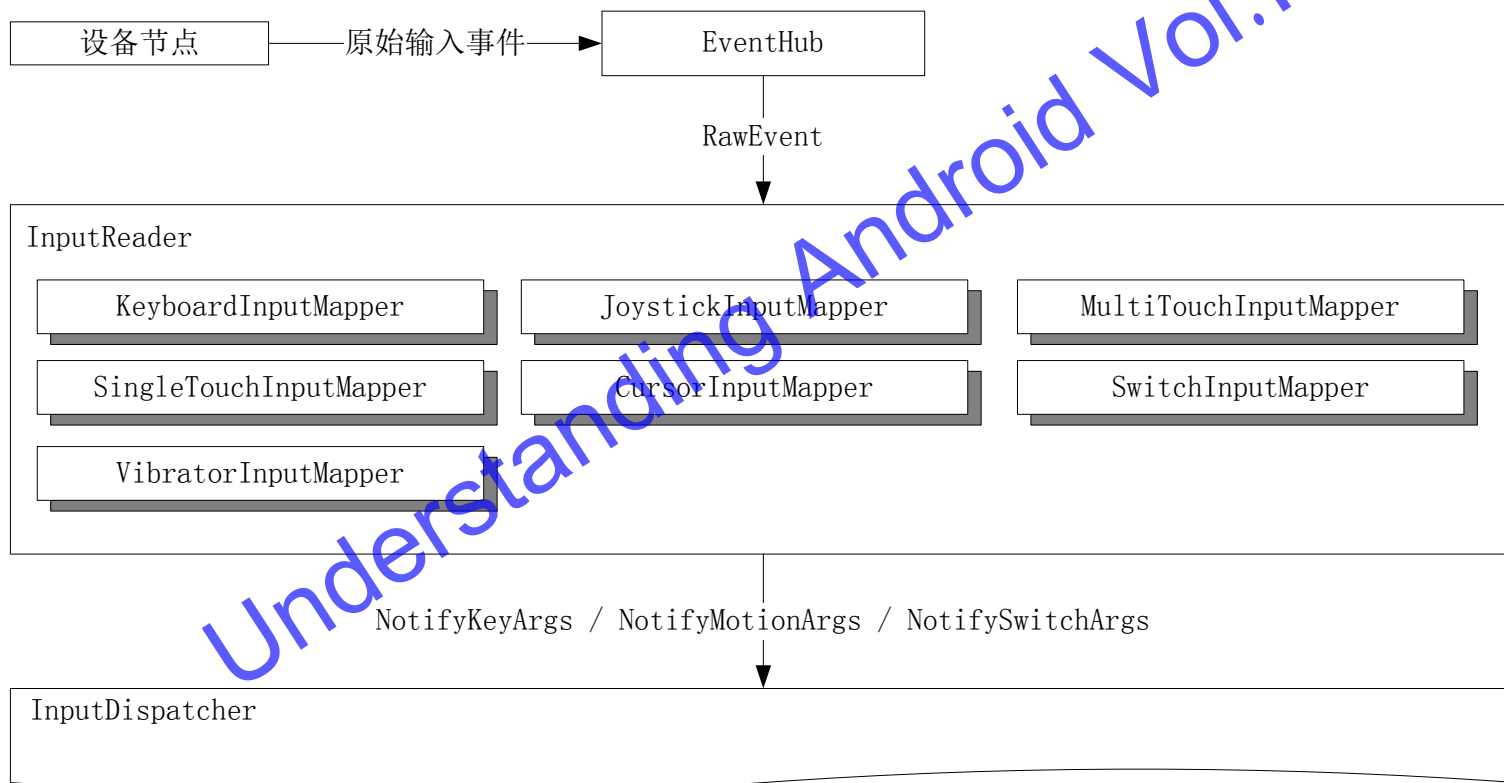 设备节点
原始输入事件
EventHub
RawEvent
InputReader
KeyboardInputMapper
JoystickInputMapper
MultiTouchInputMapper
SingleTouchInputMapper
CursorInputMapper
SwitchInputMapper
VibratorInputMapper
NotifyKeyArgs / NotifyMotionArgs / NotifySwitchArgs
InputDispatcher
Understanding Android Vol.